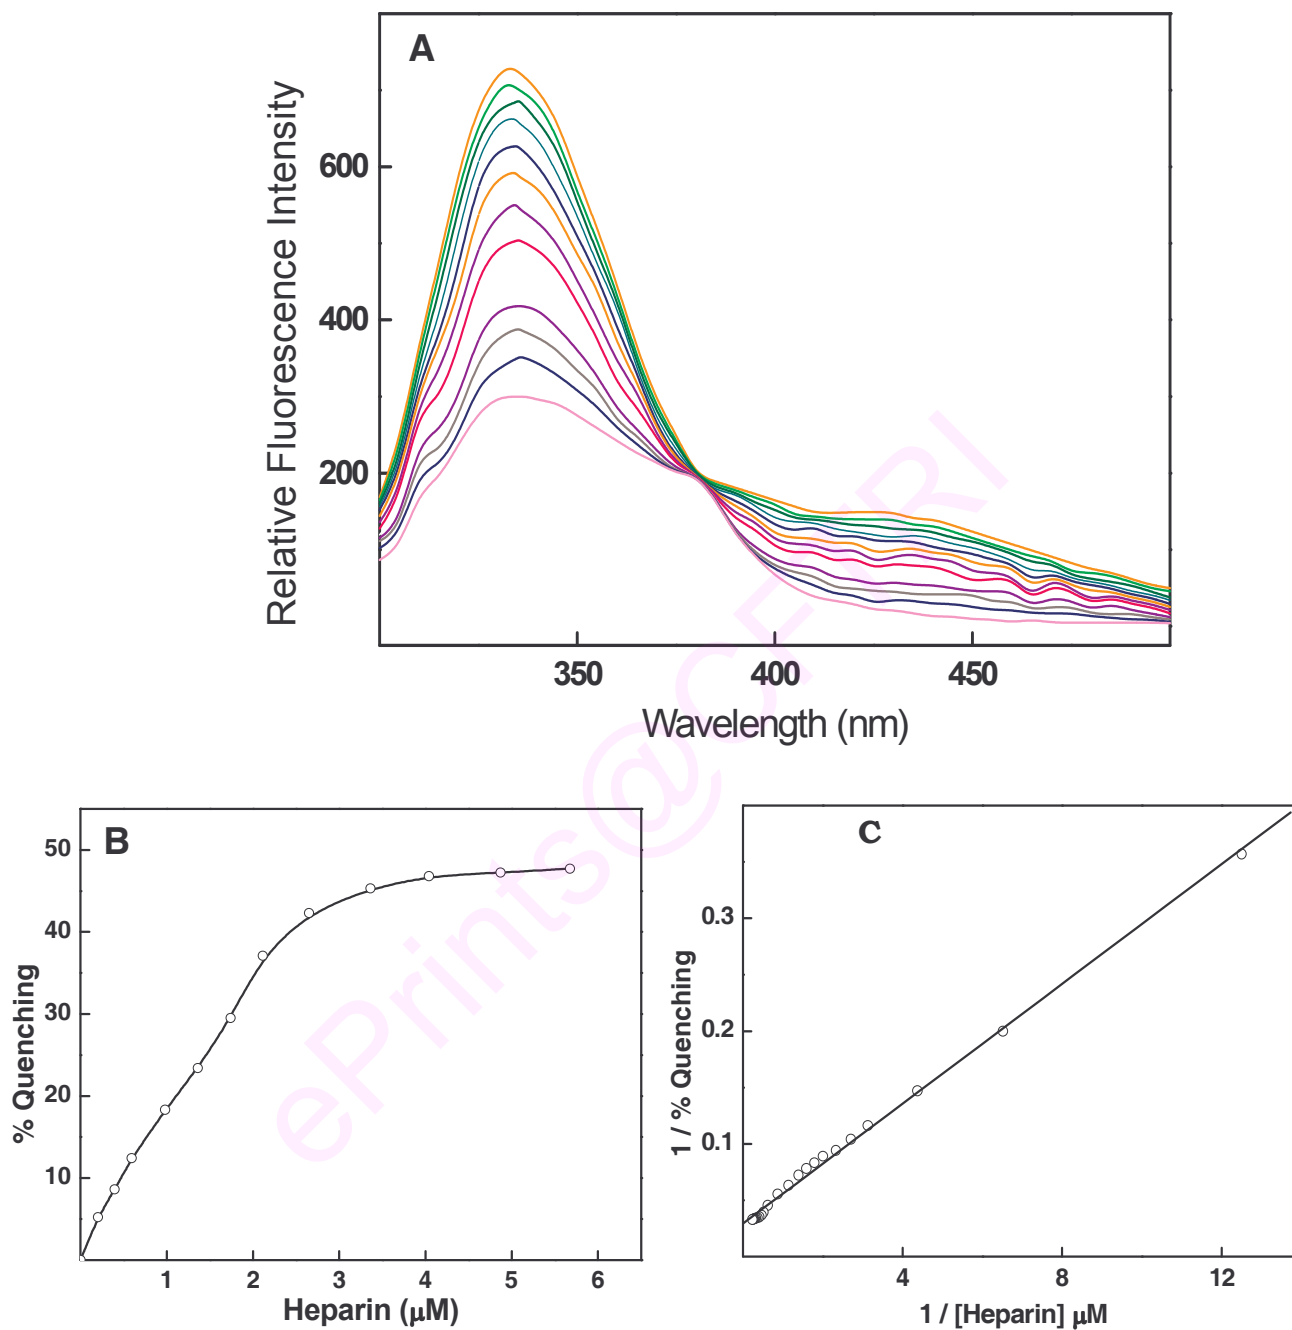 A
Relative Fluorescence Intensity
600
400
200
350 400 450
Wavelength (nm)
ePrints@CFTRI
B
% Quenching
50
40
30
20
10
1 2 3 4 5 6
Heparin (μM)
C
1 / % Quenching
0.3
0.2
0.1
4 8 12
1 / [Heparin] μM